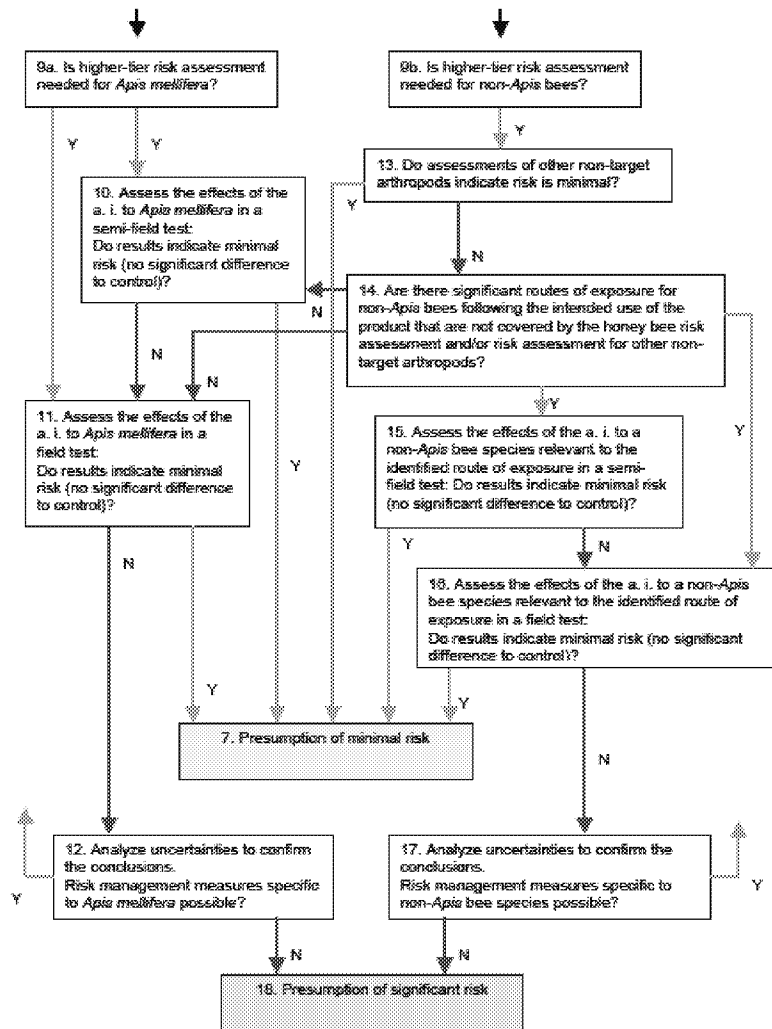 9a. Is higher-tier risk assessment
needed for Apis mellifera?
9b. Is higher-tier risk assessment
needed for non-Apis bees?
Y
Y
Y
13. Do assessments of other non-target
arthropods indicate risk is minimal?
10. Assess the effects of the
a. i. to Apis mellifera in a
semi-field test:
Do results indicate minimal
risk (no significant difference
to control)?
Y
N
14. Are there significant routes of exposure for
non-Apis bees following the intended use of the
product that are not covered by the honey bee risk
assessment and/or risk assessment for other non-
target arthropods?
N
N
N
Y
Y
11. Assess the effects of the
a. i. to Apis mellifera in a
field test:
Do results indicate minimal
risk (no significant difference
to control)?
Y
15. Assess the effects of the a. i. to a
non-Apis bee species relevant to the
identified route of exposure in a semi-
field test: Do results indicate minimal risk
(no significant difference to control)?
N
Y
N
16. Assess the effects of the a. i. to a non-Apis
bee species relevant to the identified route of
exposure in a field test:
Do results indicate minimal risk (no significant
difference to control)?
Y
Y
7. Presumption of minimal risk
N
12. Analyze uncertainties to confirm
the conclusions.
Risk management measures specific
to Apis mellifera possible?
Y
17. Analyze uncertainties to confirm the
conclusions.
Risk management measures specific to
non-Apis bee species possible?
Y
N
N
18. Presumption of significant risk